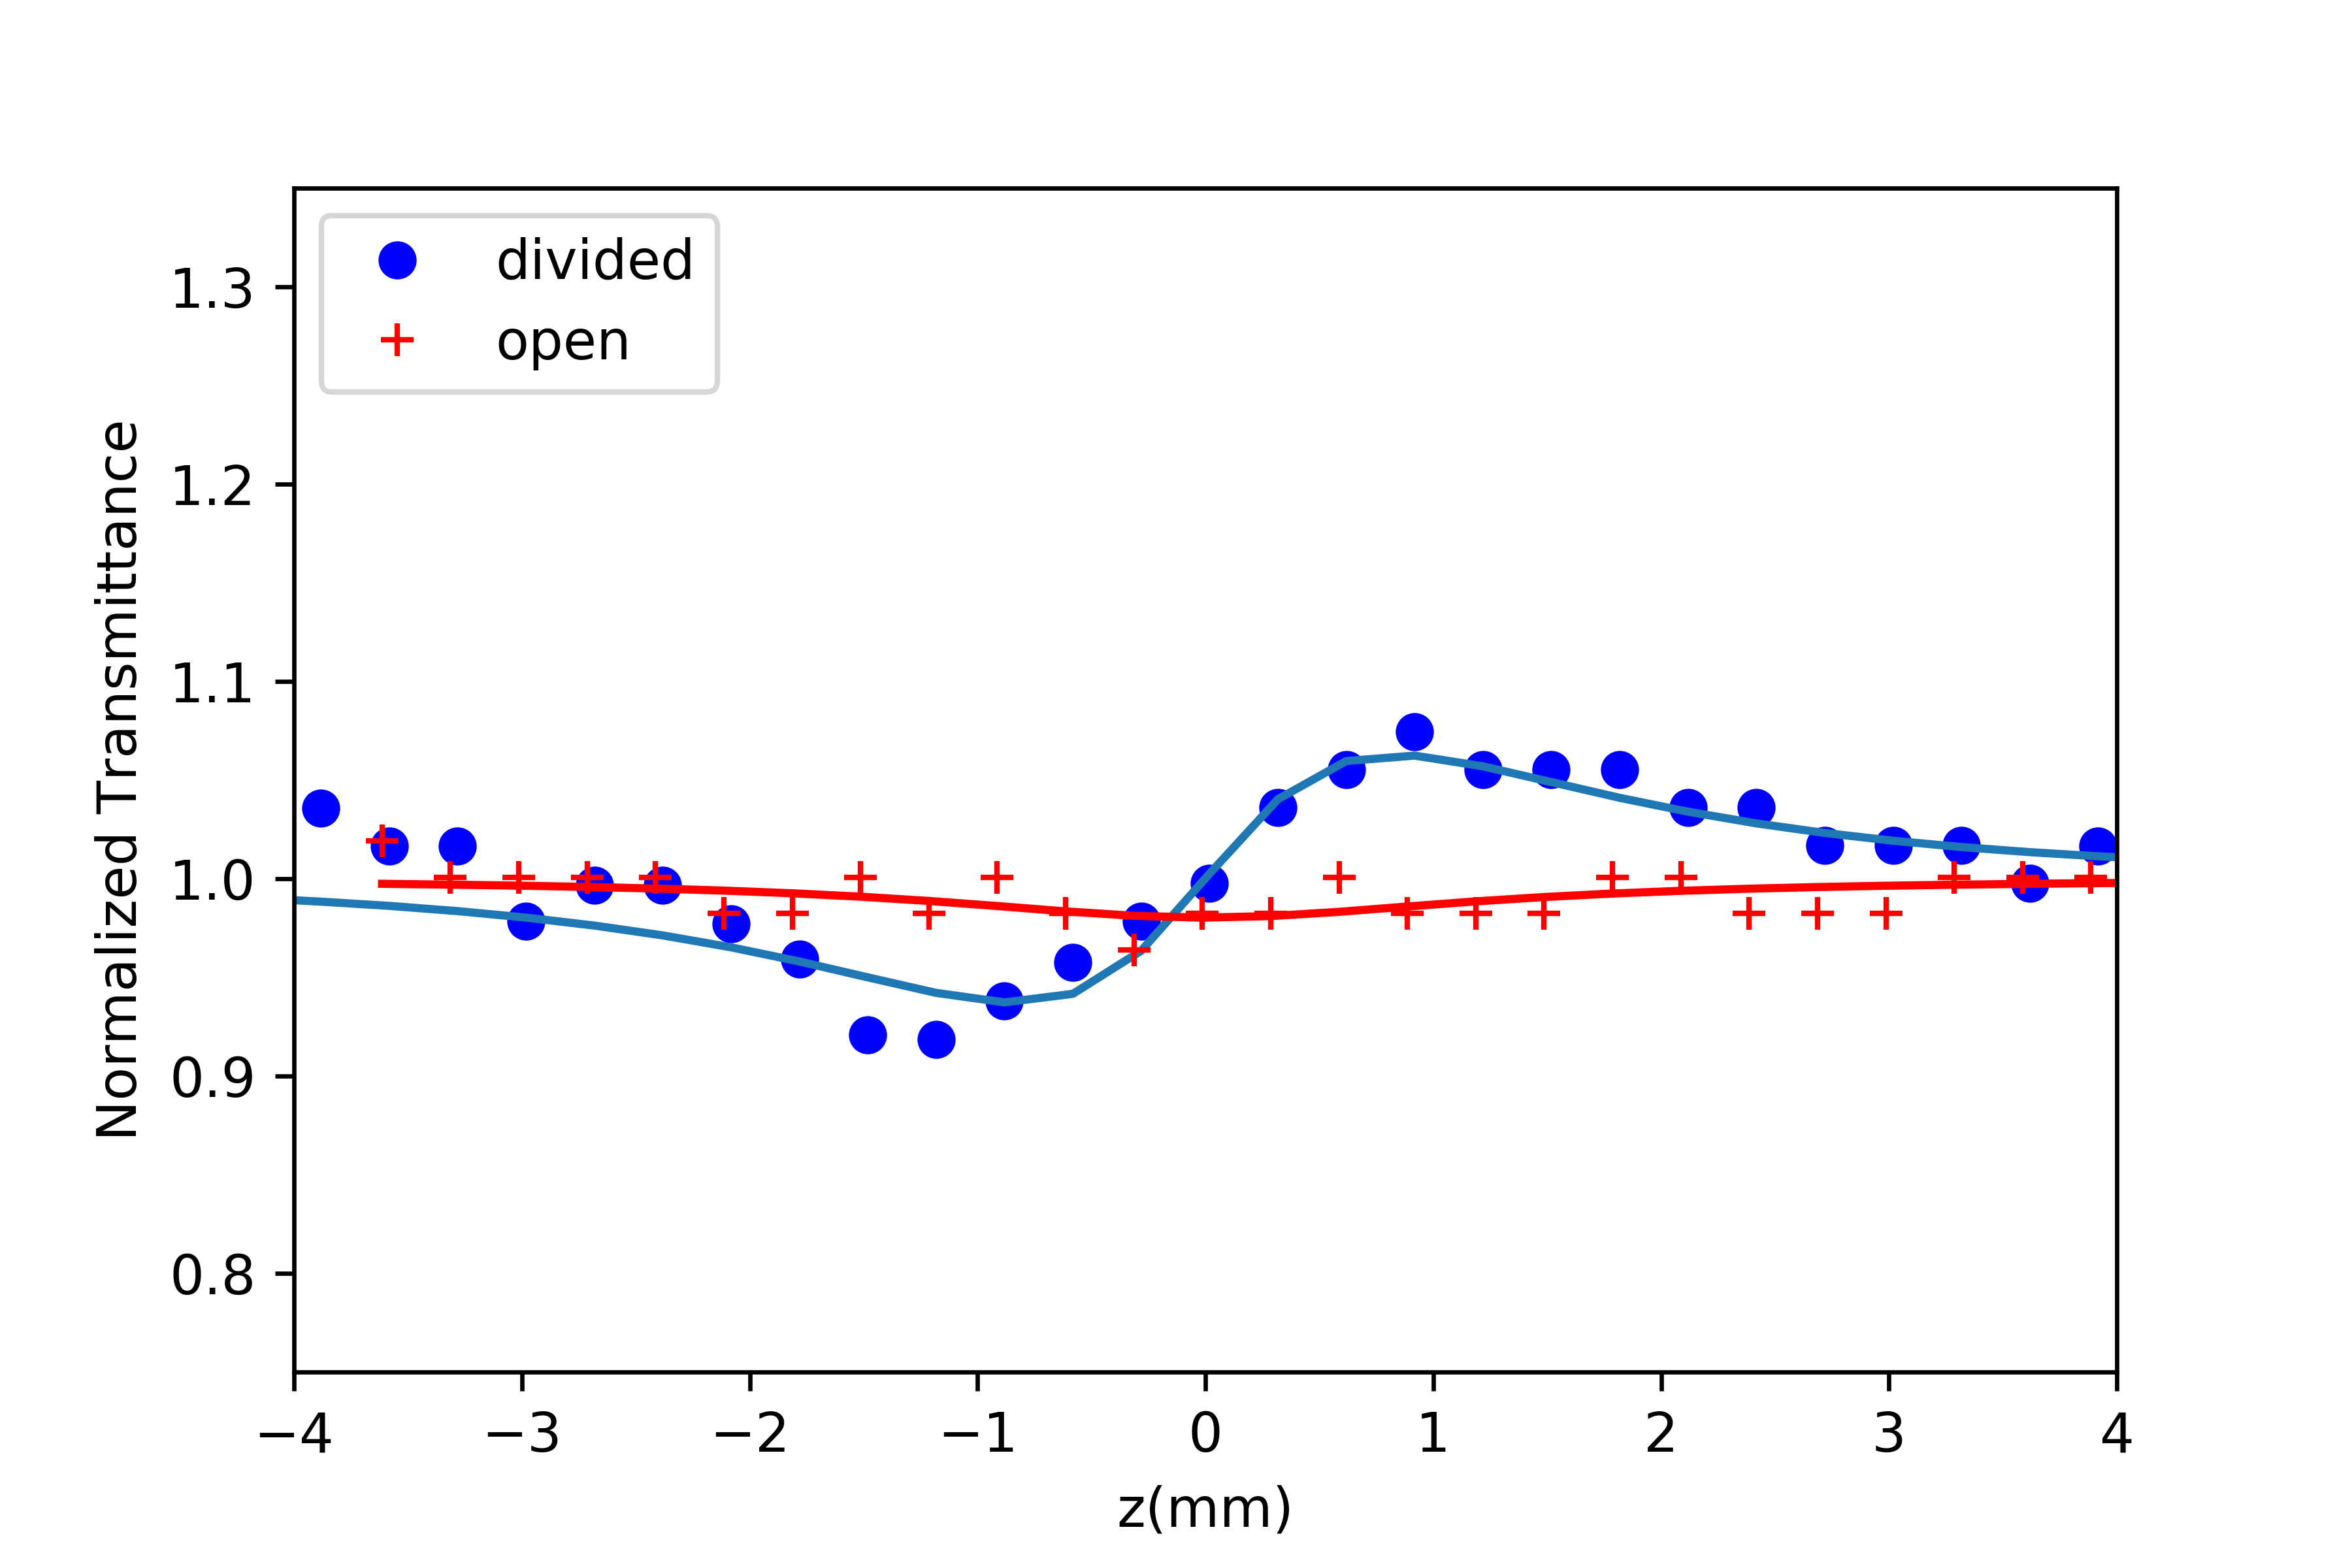 divided
open
Normalized Transmittance
1.3
1.2
1.1
1.0
0.9
0.8
−4 −3 −2 −1 0 1 2 3 4
z(mm)